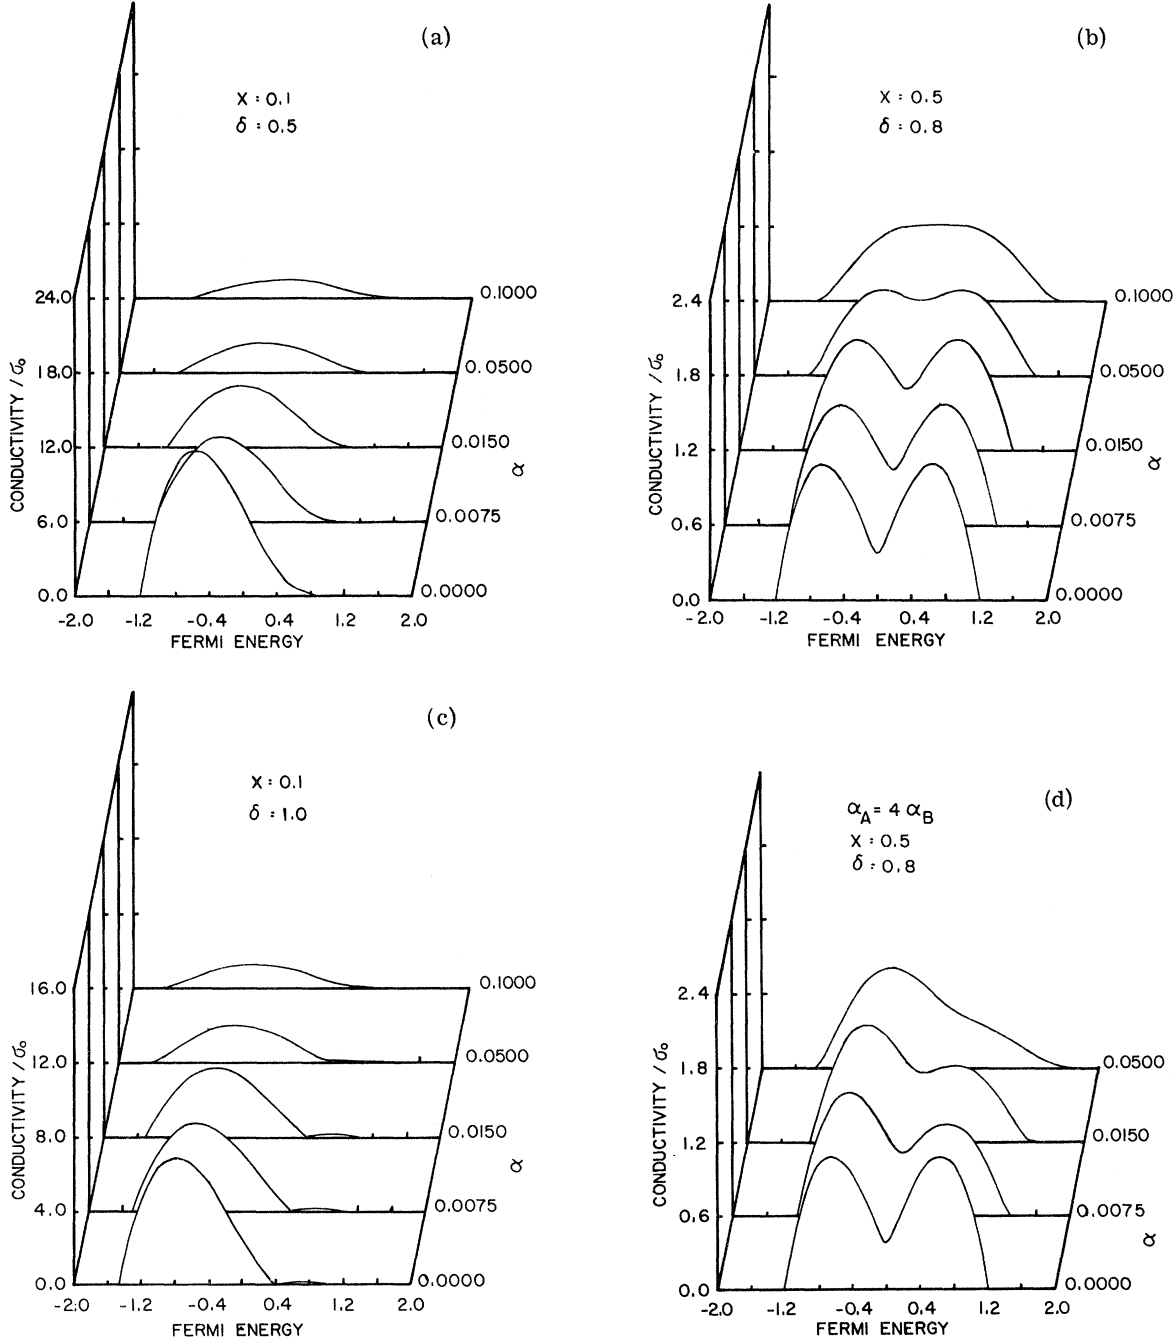 (a)
X = 0.1
δ = 0.5
24.0
18.0
12.0
6.0
0.0
CONDUCTIVITY / σ₀
0.1000
0.0500
0.0150
0.0075
0.0000
α
-2.0 -1.2 -0.4 0.4 1.2 2.0
FERMI ENERGY
(b)
X = 0.5
δ = 0.8
2.4
1.8
1.2
0.6
0.0
CONDUCTIVITY / σ₀
0.1000
0.0500
0.0150
0.0075
0.0000
α
-2.0 -1.2 -0.4 0.4 1.2 2.0
FERMI ENERGY
(c)
X = 0.1
δ = 1.0
16.0
12.0
8.0
4.0
0.0
CONDUCTIVITY / σ₀
0.1000
0.0500
0.0150
0.0075
0.0000
α
-2.0 -1.2 -0.4 0.4 1.2 2.0
FERMI ENERGY
(d)
α_A = 4 α_B
X = 0.5
δ = 0.8
2.4
1.8
1.2
0.6
0.0
CONDUCTIVITY / σ₀
0.0500
0.0150
0.0075
0.0000
α
-2.0 -1.2 -0.4 0.4 1.2 2.0
FERMI ENERGY